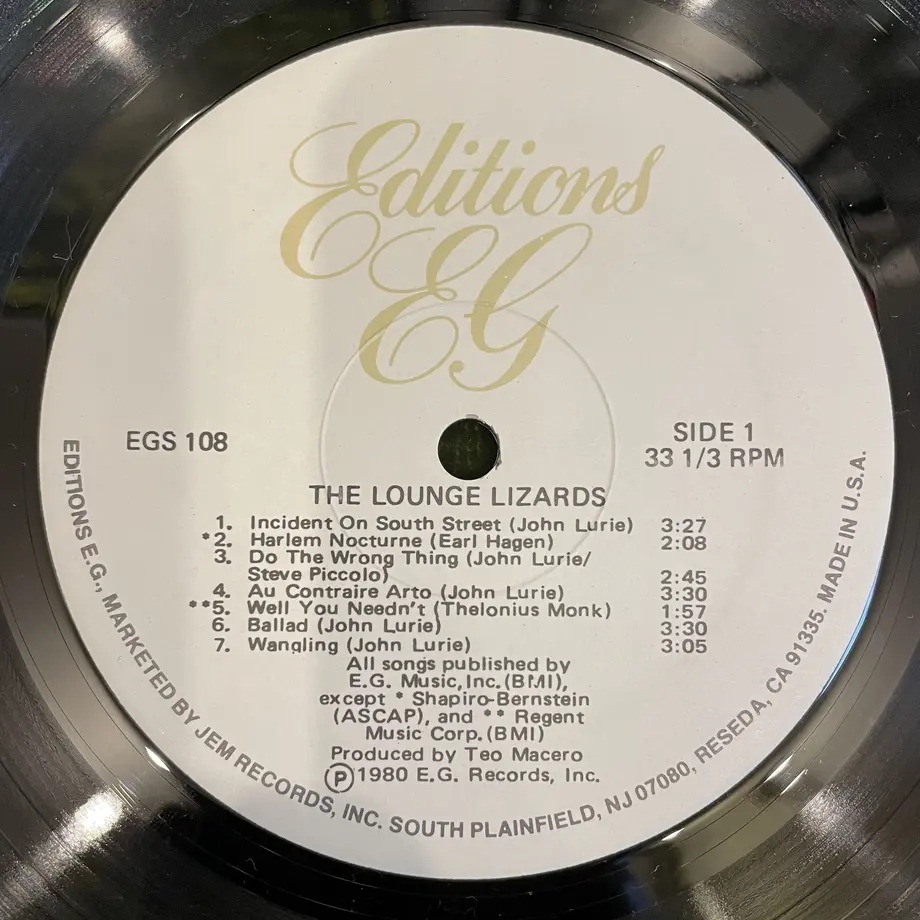 Editions
EG
EGS 108
SIDE 1
33 1/3 RPM
THE LOUNGE LIZARDS
1. Incident On South Street (John Lurie) 3:27
*2. Harlem Nocturne (Earl Hagen) 2:08
3. Do The Wrong Thing (John Lurie/
Steve Piccolo) 2:45
4. Au Contraire Arto (John Lurie) 3:30
**5. Well You Needn't (Thelonius Monk) 1:57
6. Ballad (John Lurie) 3:30
7. Wangling (John Lurie) 3:05
All songs published by
E.G. Music, Inc. (BMI),
except * Shapiro-Bernstein
(ASCAP), and ** Regent
Music Corp. (BMI)
Produced by Teo Macero
Ⓟ1980 E.G. Records, Inc.
EDITIONS E.G., MARKETED BY JEM RECORDS, INC. SOUTH PLAINFIELD, NJ 07080, RESEDA, CA 91335. MADE IN U.S.A.